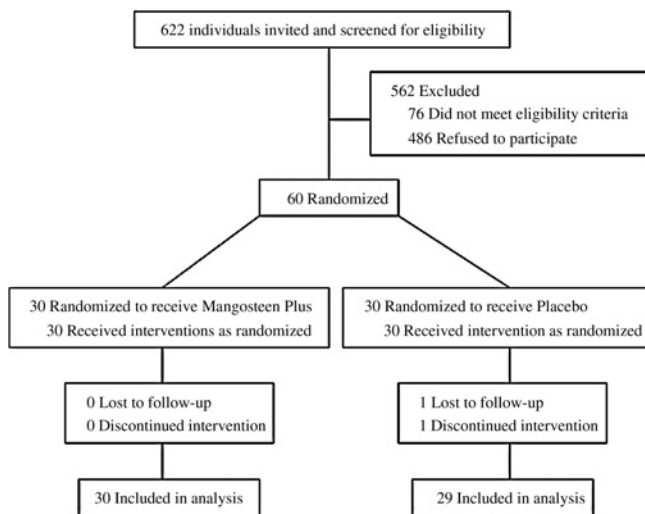 622 individuals invited and screened for eligibility
562 Excluded
76 Did not meet eligibility criteria
486 Refused to participate
60 Randomized
30 Randomized to receive Mangosteen Plus
30 Received interventions as randomized
30 Randomized to receive Placebo
30 Received intervention as randomized
0 Lost to follow-up
0 Discontinued intervention
1 Lost to follow-up
1 Discontinued intervention
30 Included in analysis
29 Included in analysis